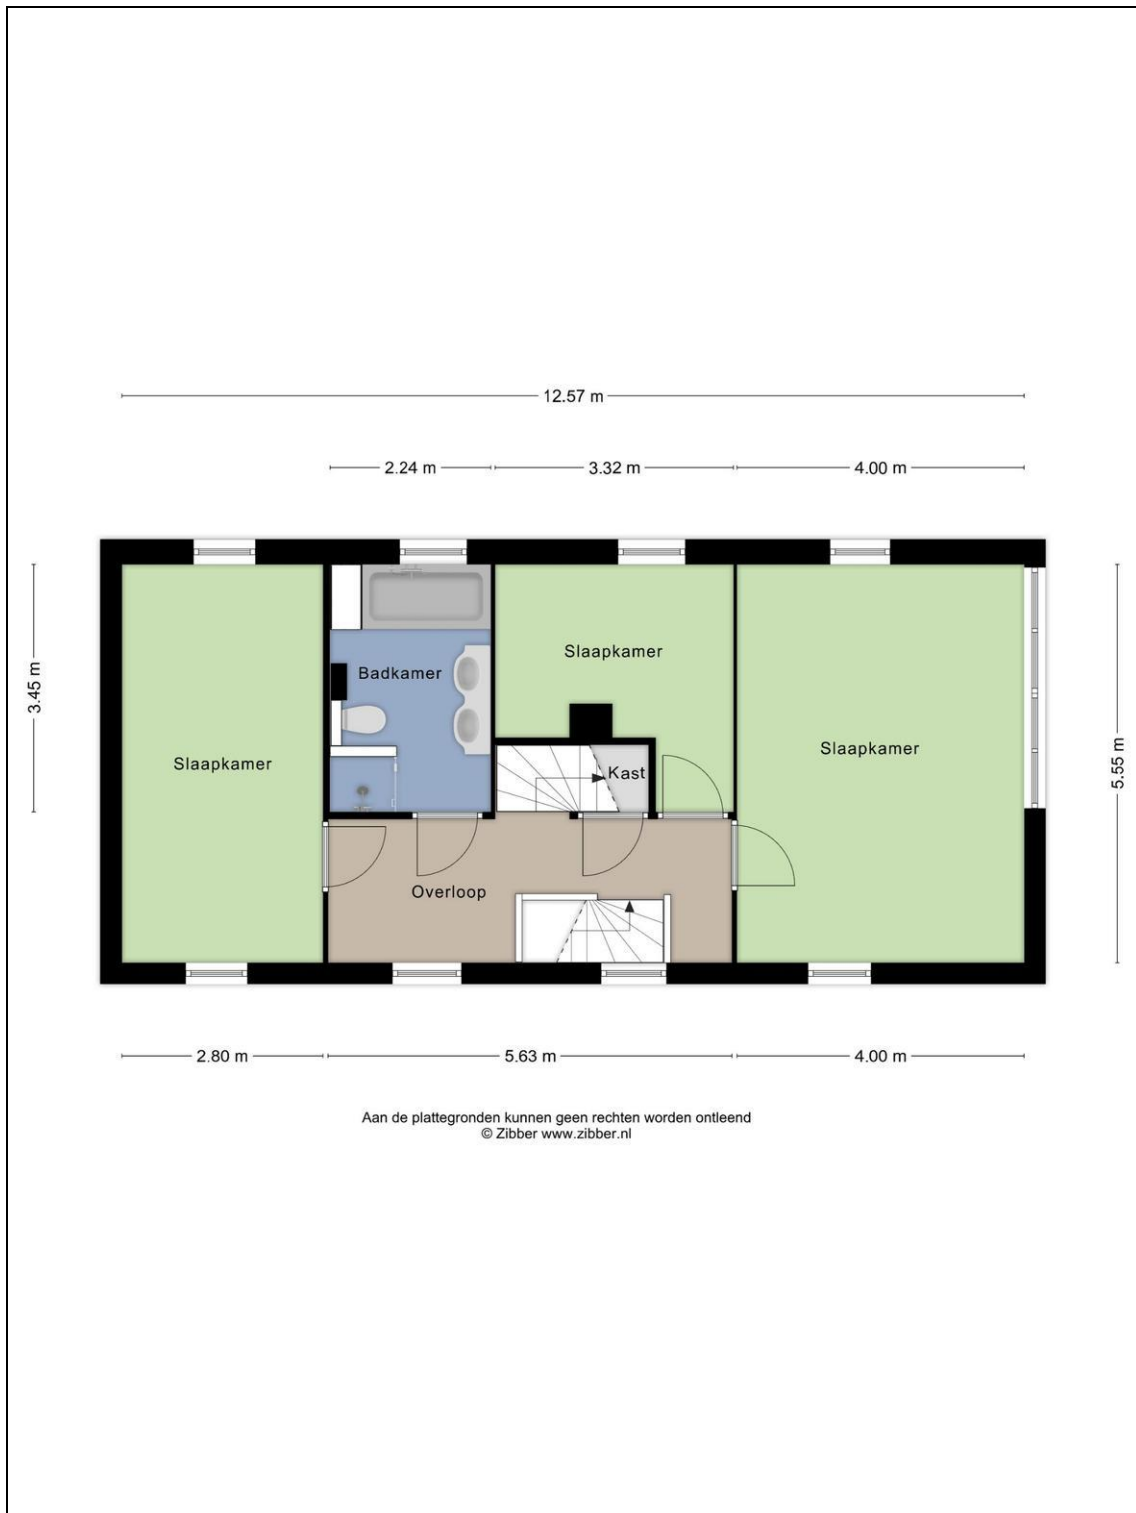 12.57 m
2.24 m
3.32 m
4.00 m
3.45 m
Slaapkamer
Badkamer
Slaapkamer
Slaapkamer
Kast
Overloop
5.55 m
2.80 m
5.63 m
4.00 m
Aan de plattegronden kunnen geen rechten worden ontleend
© Zibber www.zibber.nl